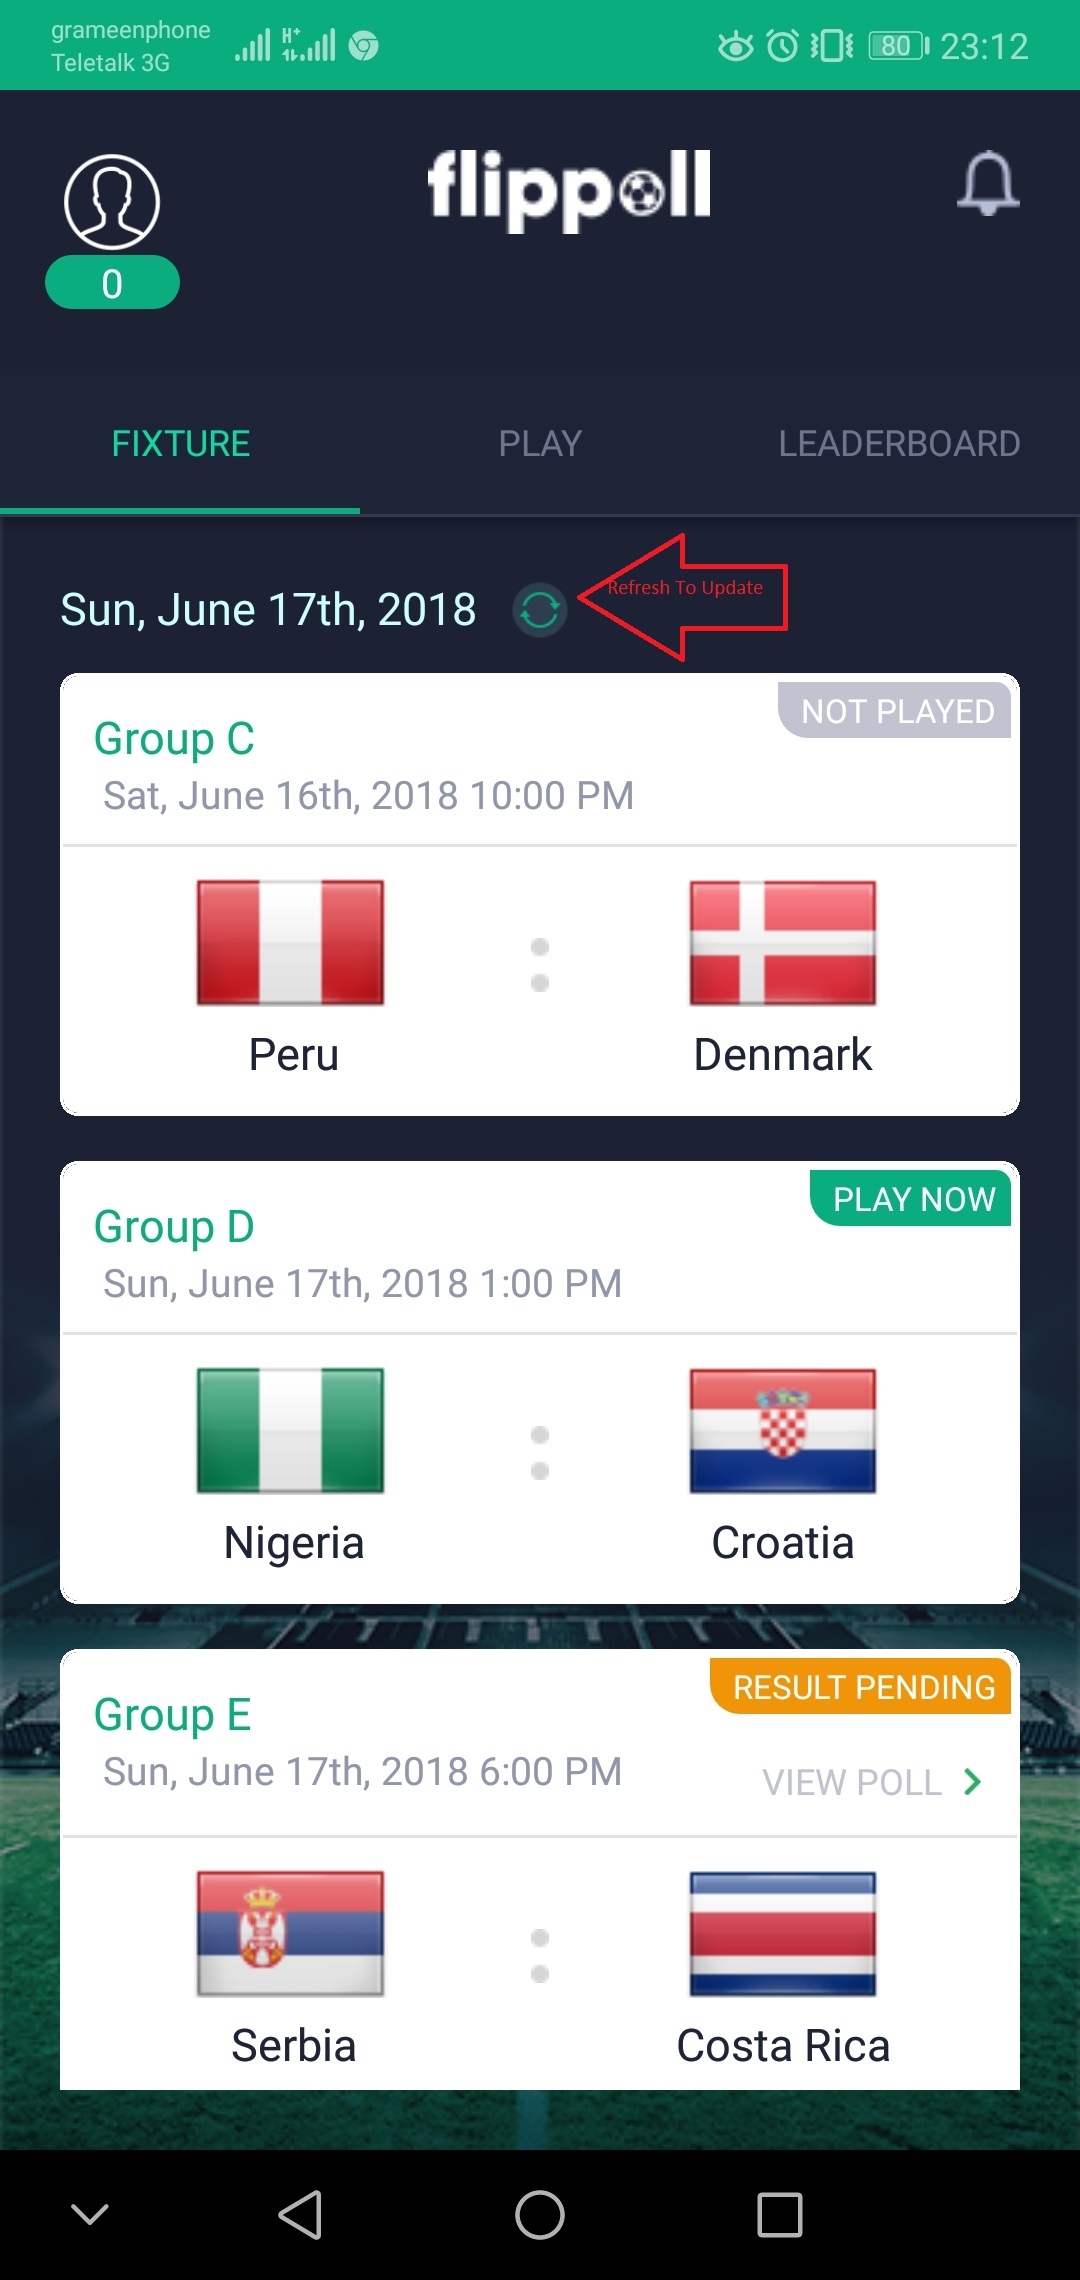 grameenphone
Teletalk 3G
H+
80
23:12
flippoll
0
FIXTURE
PLAY
LEADERBOARD
Sun, June 17th, 2018
Refresh To Update
NOT PLAYED
Group C
Sat, June 16th, 2018 10:00 PM
Peru
Denmark
PLAY NOW
Group D
Sun, June 17th, 2018 1:00 PM
Nigeria
Croatia
RESULT PENDING
Group E
Sun, June 17th, 2018 6:00 PM
VIEW POLL
Serbia
Costa Rica